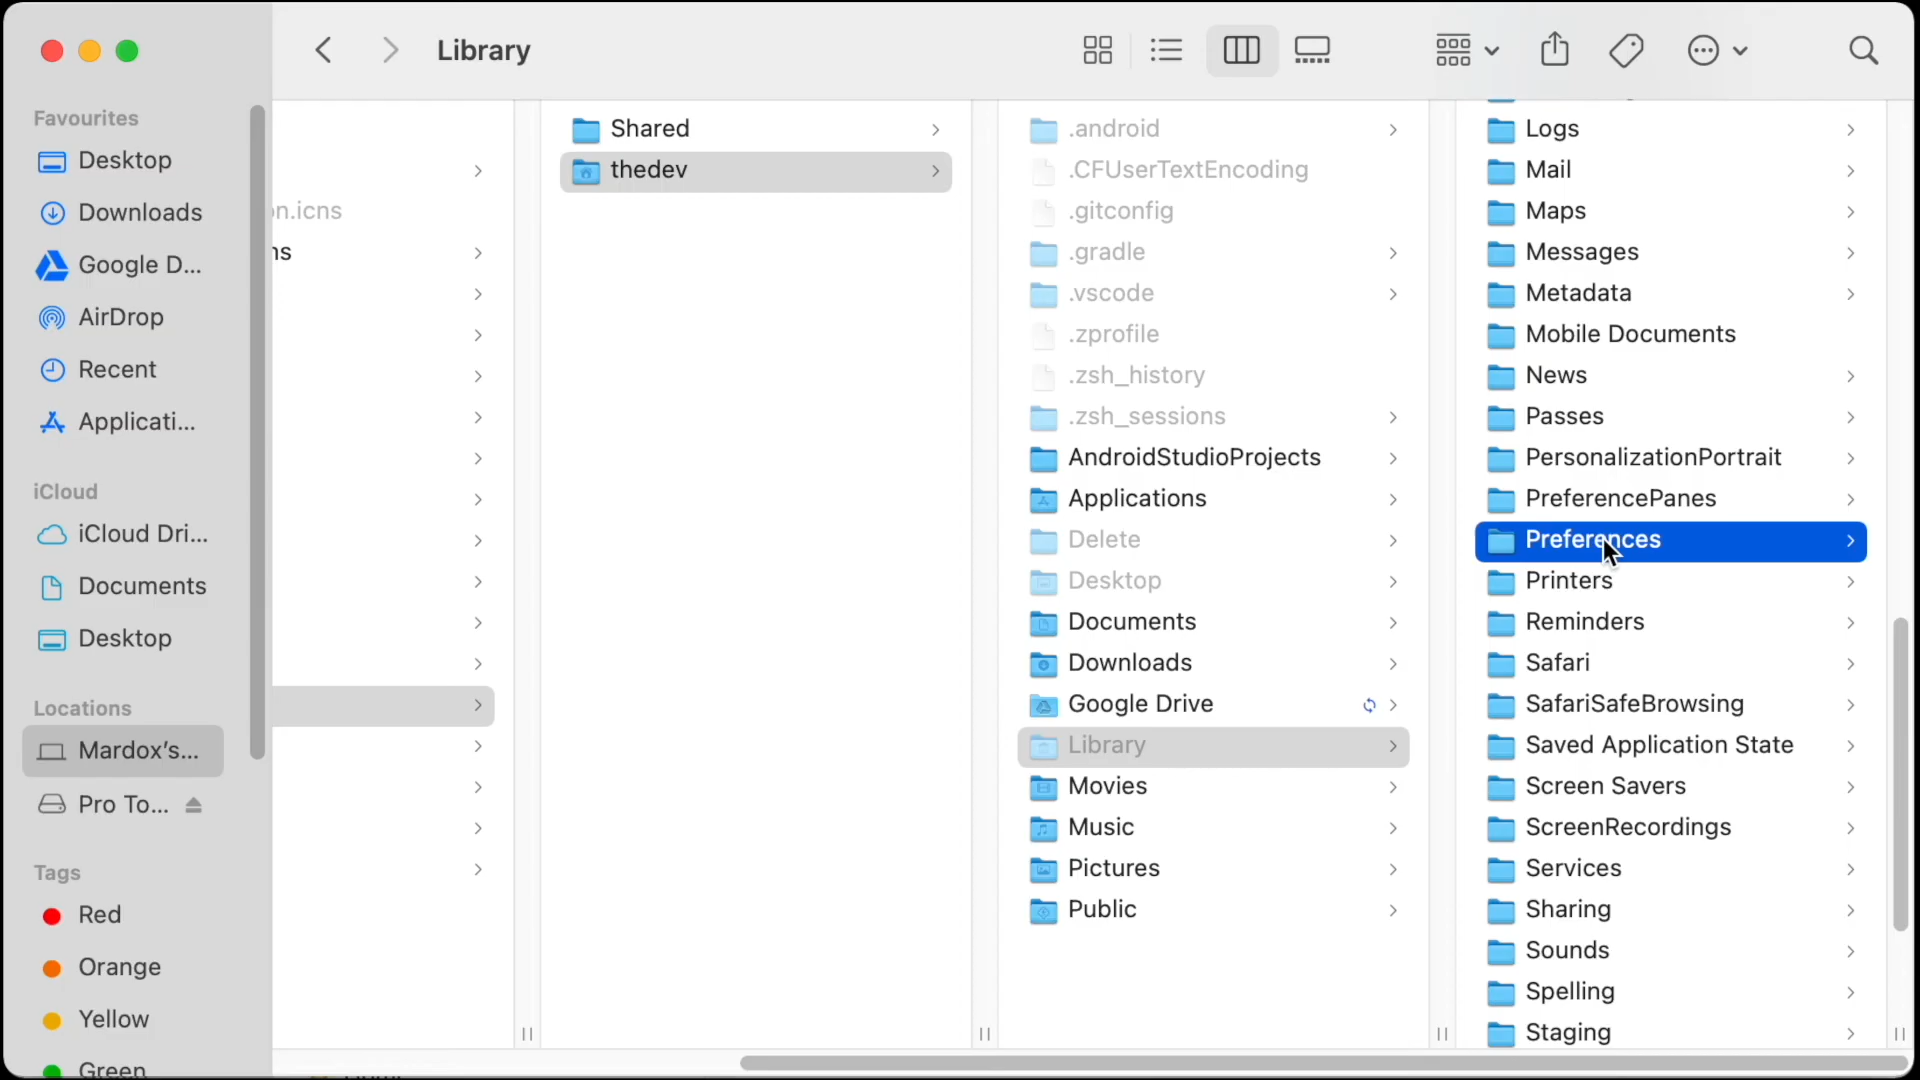 Library
Favourites
Desktop
Downloads
Google D...
AirDrop
Recent
Applicati...
iCloud
iCloud Dri...
Documents
Desktop
Locations
Mardox's...
Pro To...
Tags
Red
Orange
Yellow
Green
n.icns
ns
Shared
thedev
.android
.CFUserTextEncoding
.gitconfig
.gradle
.vscode
.zprofile
.zsh_history
.zsh_sessions
AndroidStudioProjects
Applications
Delete
Desktop
Documents
Downloads
Google Drive
Library
Movies
Music
Pictures
Public
Logs
Mail
Maps
Messages
Metadata
Mobile Documents
News
Passes
PersonalizationPortrait
PreferencePanes
Preferences
Printers
Reminders
Safari
SafariSafeBrowsing
Saved Application State
Screen Savers
ScreenRecordings
Services
Sharing
Sounds
Spelling
Staging